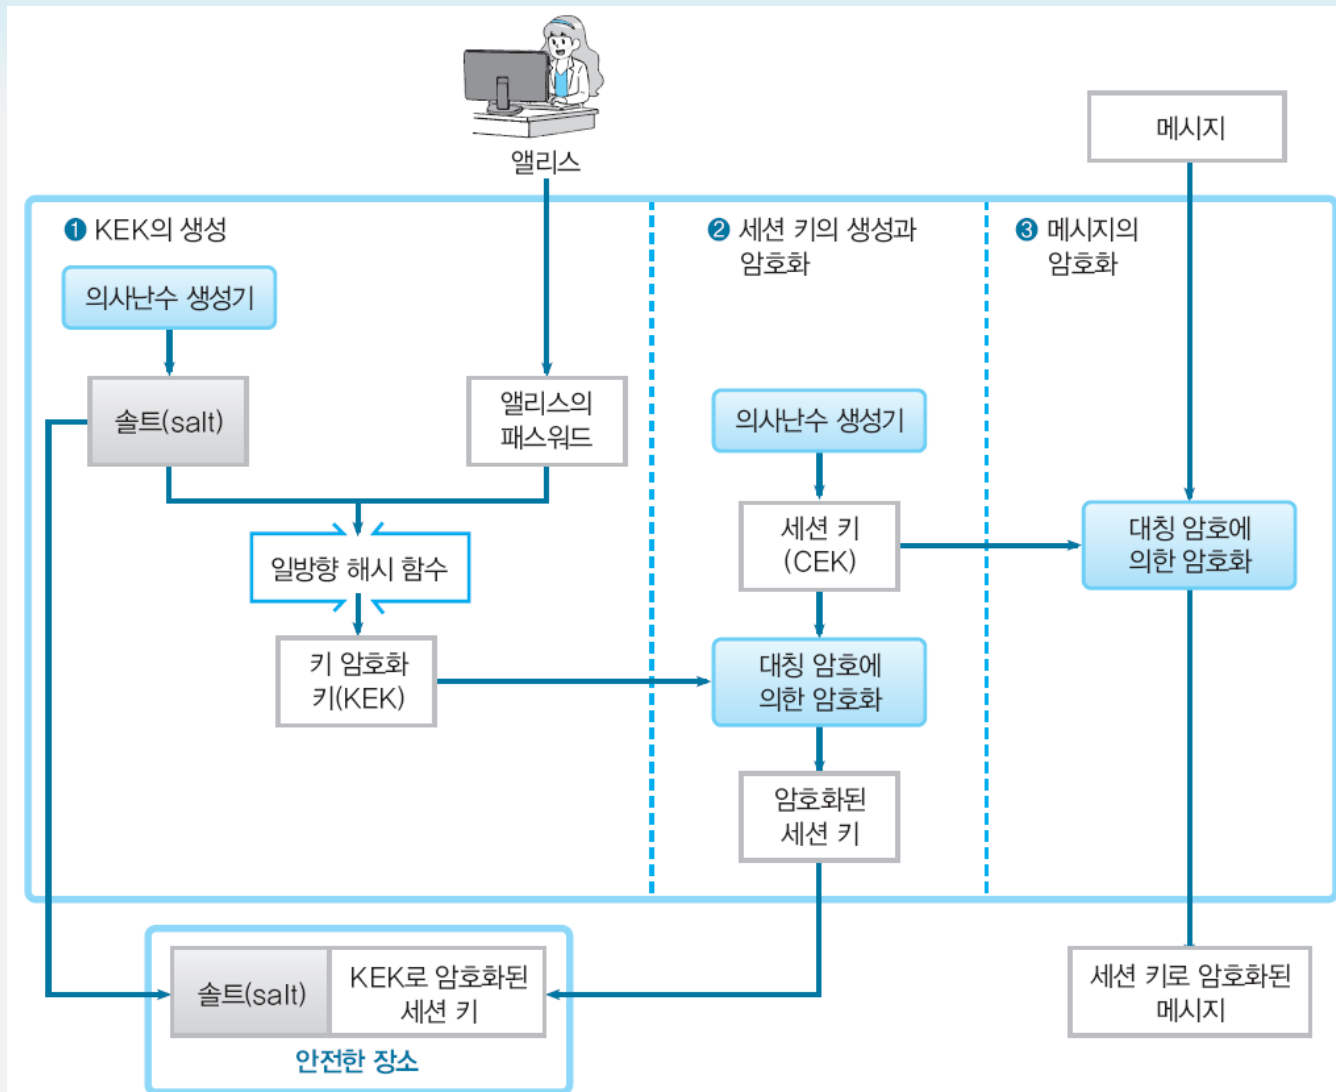 앨리스
메시지
❶ KEK의 생성
의사난수 생성기
솔트(salt)
앨리스의
패스워드
일방향 해시 함수
키 암호화
키(KEK)
❷ 세션 키의 생성과
암호화
의사난수 생성기
세션 키
(CEK)
대칭 암호에
의한 암호화
암호화된
세션 키
❸ 메시지의
암호화
대칭 암호에
의한 암호화
솔트(salt)
KEK로 암호화된
세션 키
안전한 장소
세션 키로 암호화된
메시지